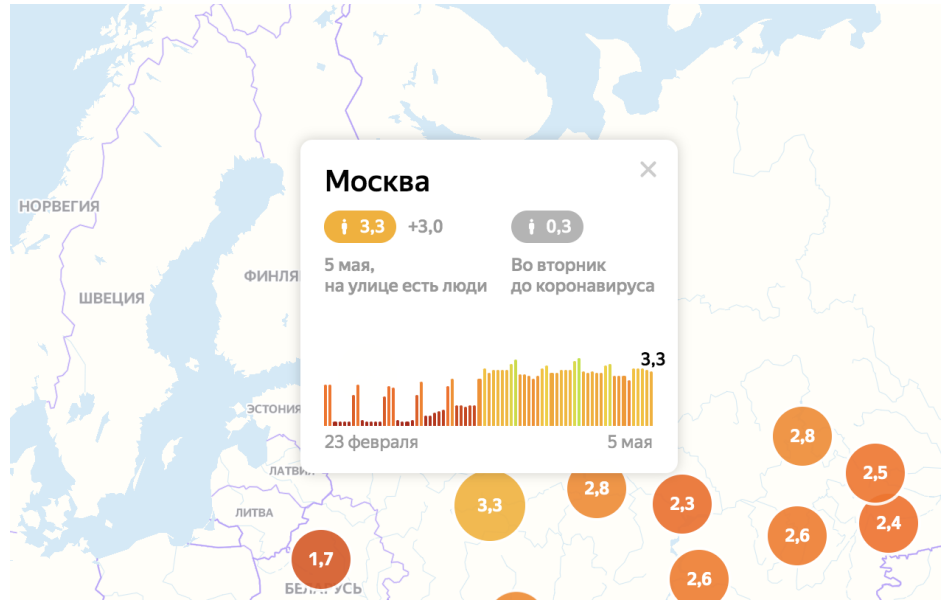 Москва
3,3 +3,0
0,3
5 мая,
на улице есть люди
Во вторник
до коронавируса
3,3
23 февраля
5 мая
НОРВЕГИЯ
ФИНЛЯ
ШВЕЦИЯ
ЭСТОНИЯ
ЛАТВИЯ
ЛИТВА
БЕЛАРУСЬ
2,8
2,5
2,8
3,3
2,3
2,4
2,6
1,7
2,6